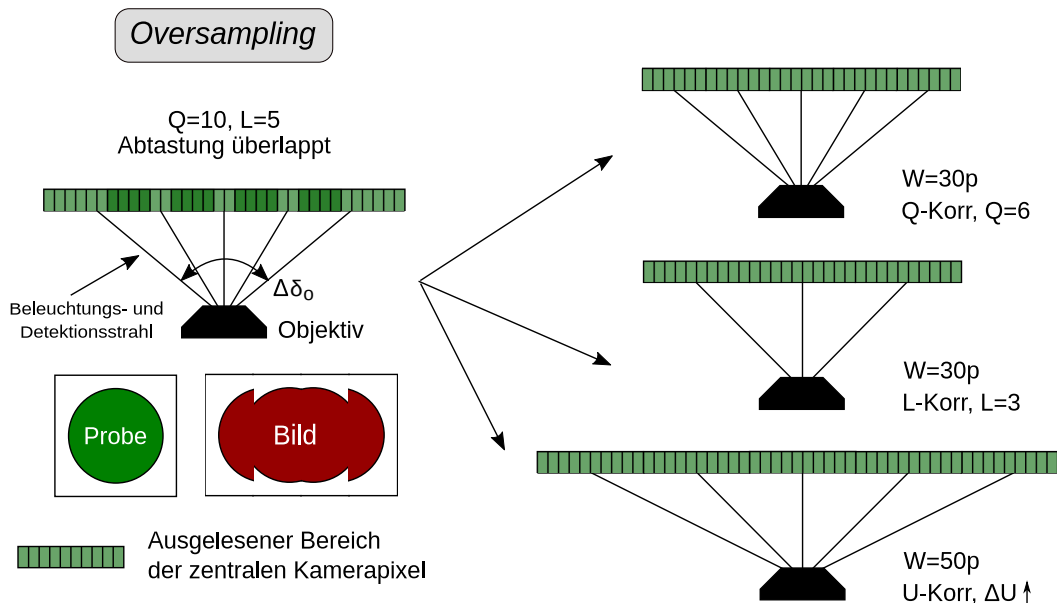 Oversampling
Q=10, L=5
Abtastung überlappt
Δδo
Beleuchtungs- und
Detektionsstrahl
Objektiv
Probe
Bild
Ausgelesener Bereich
der zentralen Kamerapixel
W=30p
Q-Korr, Q=6
W=30p
L-Korr, L=3
W=50p
U-Korr, ΔU